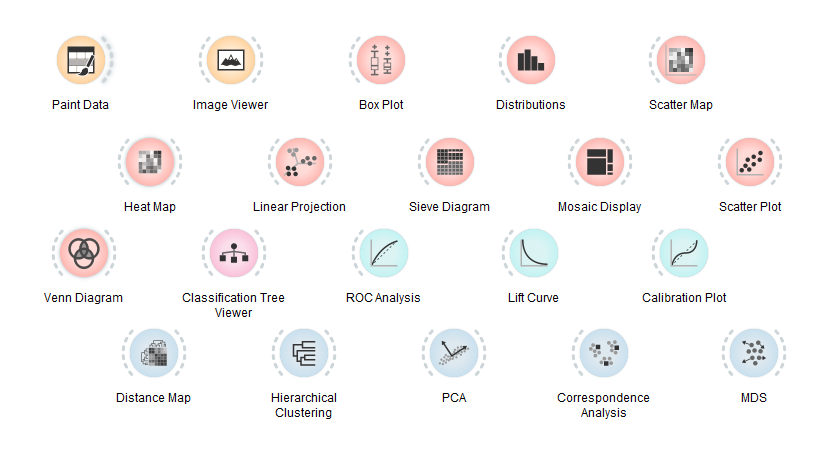 Paint Data
Image Viewer
Box Plot
Distributions
Scatter Map
Heat Map
Linear Projection
Sieve Diagram
Mosaic Display
Scatter Plot
Venn Diagram
Classification Tree
Viewer
ROC Analysis
Lift Curve
Calibration Plot
Distance Map
Hierarchical
Clustering
PCA
Correspondence
Analysis
MDS